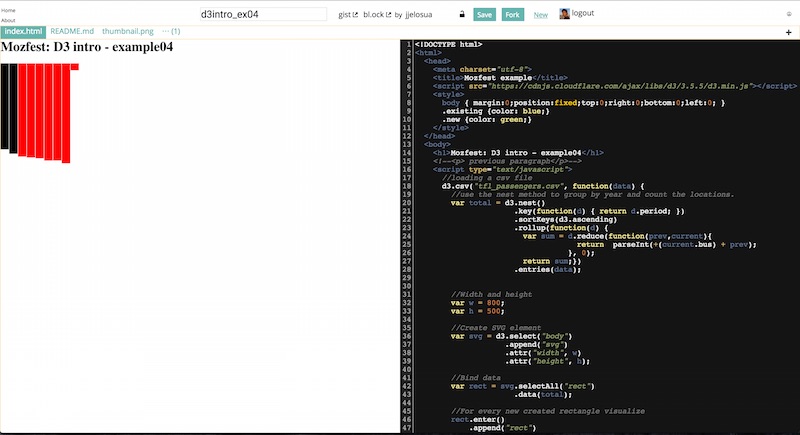 Home
About
d3intro_ex04
gist bl.ock by jjelosua
Save Fork New logout
index.html README.md thumbnail.png ··· (1) +
Mozfest: D3 intro - example04
1 <!DOCTYPE html>
2 <html>
3 <head>
4 <meta charset="utf-8">
5 <title>Mozfest example</title>
6 <script src="https://cdnjs.cloudflare.com/ajax/libs/d3/3.5.5/d3.min.js"></script>
7 <style>
8 body { margin:0;position:fixed;top:0;right:0;bottom:0;left:0; }
9 .existing {color: blue;}
10 .new {color: green;}
11 </style>
12 </head>
13 <body>
14 <h1>Mozfest: D3 intro - example04</h1>
15 <!--<p> previous paragraph</p>-->
16 <script type="text/javascript">
17 //loading a csv file
18 d3.csv("tfl_passengers.csv", function(data) {
19 //use the nest method to group by year and count the locations.
20 var total = d3.nest()
21 .key(function(d) { return d.period; })
22 .sortKeys(d3.ascending)
23 .rollup(function(d) {
24 var sum = d.reduce(function(prev,current){
25 return parseInt(+(current.bus) + prev);
26 }, 0);
27 return sum;})
28 .entries(data);
29
30
31 //Width and height
32 var w = 800;
33 var h = 500;
34
35 //Create SVG element
36 var svg = d3.select("body")
37 .append("svg")
38 .attr("width", w)
39 .attr("height", h);
40
41 //Bind data
42 var rect = svg.selectAll("rect")
43 .data(total);
44
45 //For every new created rectangle visualize
46 rect.enter()
47 .append("rect")